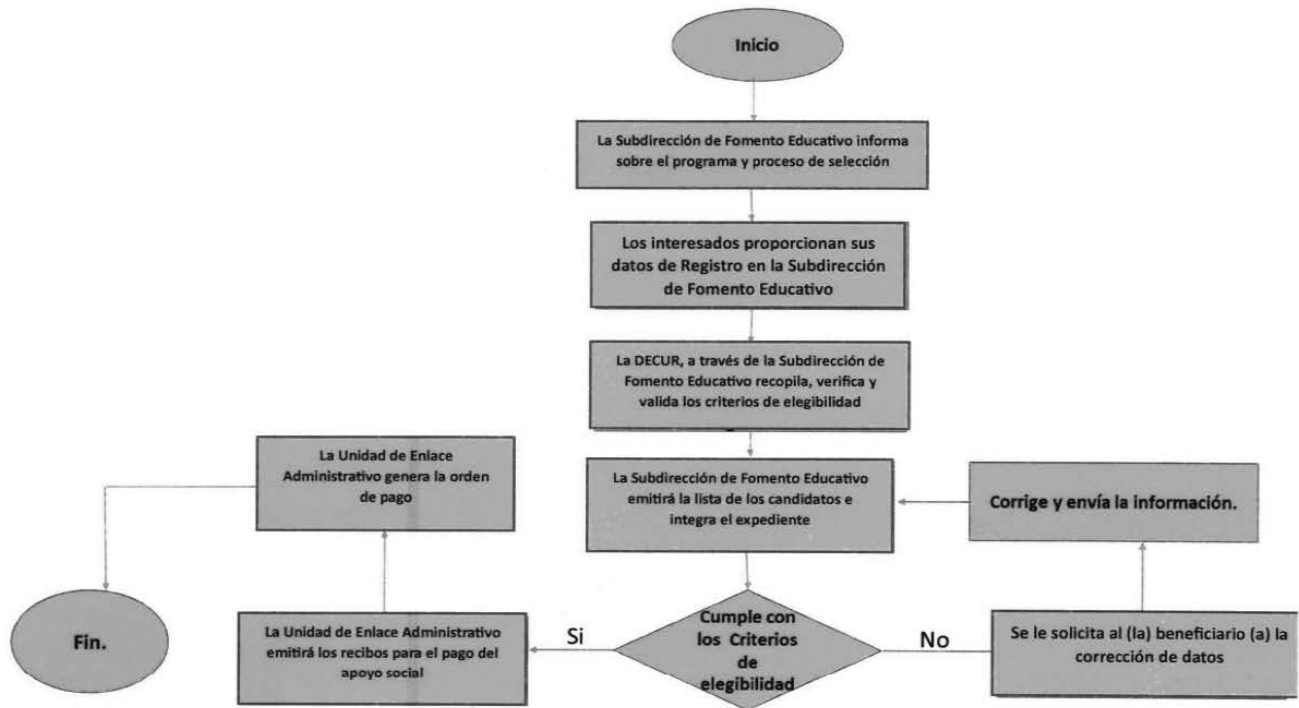 Inicio
La Subdirección de Fomento Educativo informa
sobre el programa y proceso de selección
Los interesados proporcionan sus
datos de Registro en la Subdirección
de Fomento Educativo
La DECUR, a través de la Subdirección de
Fomento Educativo recopila, verifica y
valida los criterios de elegibilidad
La Subdirección de Fomento Educativo
emitirá la lista de los candidatos e
integra el expediente
Cumple con
los Criterios
de
elegibilidad
No
Se le solicita al (la) beneficiario (a) la
corrección de datos
Corrige y envía la información.
Si
La Unidad de Enlace Administrativo
emitirá los recibos para el pago del
apoyo social
La Unidad de Enlace
Administrativo genera la orden
de pago
Fin.